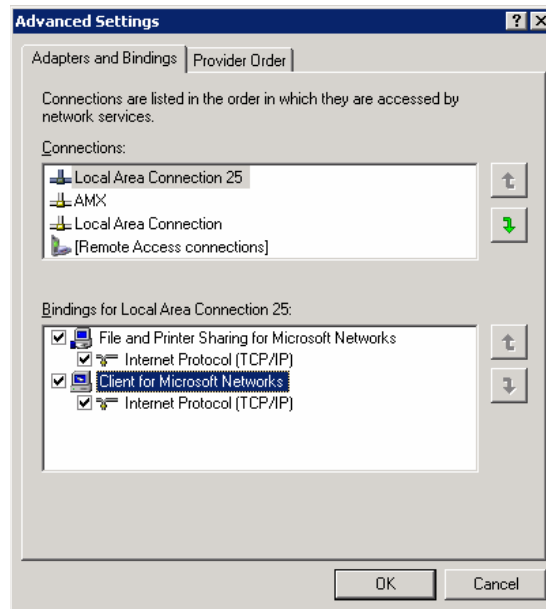 Advanced Settings
Adapters and Bindings
Provider Order
Connections are listed in the order in which they are accessed by
network services.
Connections:
Local Area Connection 25
AMX
Local Area Connection
[Remote Access connections]
Bindings for Local Area Connection 25:
File and Printer Sharing for Microsoft Networks
Internet Protocol (TCP/IP)
Client for Microsoft Networks
Internet Protocol (TCP/IP)
OK
Cancel